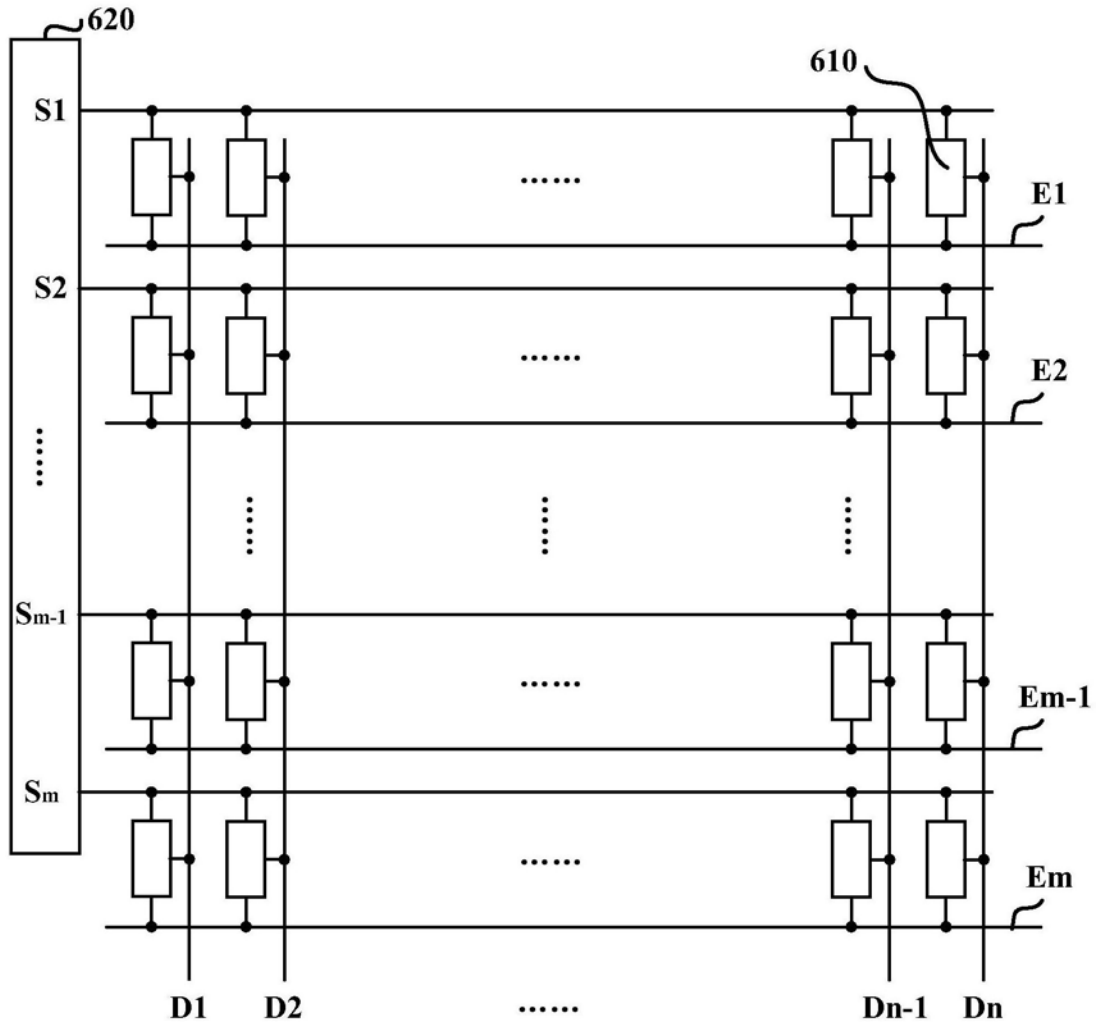 620
610
S1
......
E1
S2
......
E2
......
......
......
......
Sm-1
......
Em-1
Sm
......
Em
D1 D2 ...... Dn-1 Dn